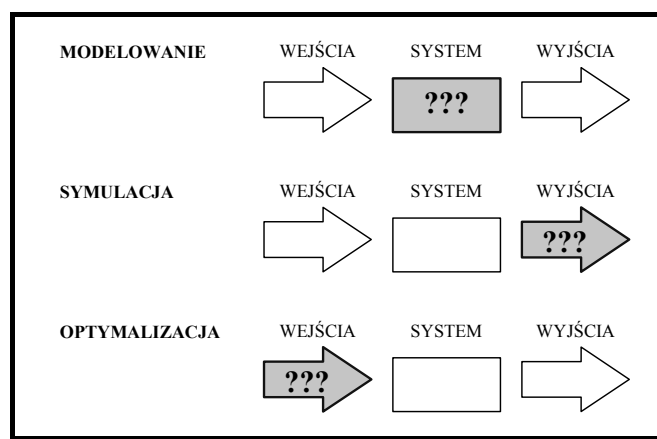 MODELOWANIE WEJŚCIA SYSTEM WYJŚCIA
???
SYMULACJA WEJŚCIA SYSTEM WYJŚCIA
???
OPTYMALIZACJA WEJŚCIA SYSTEM WYJŚCIA
???